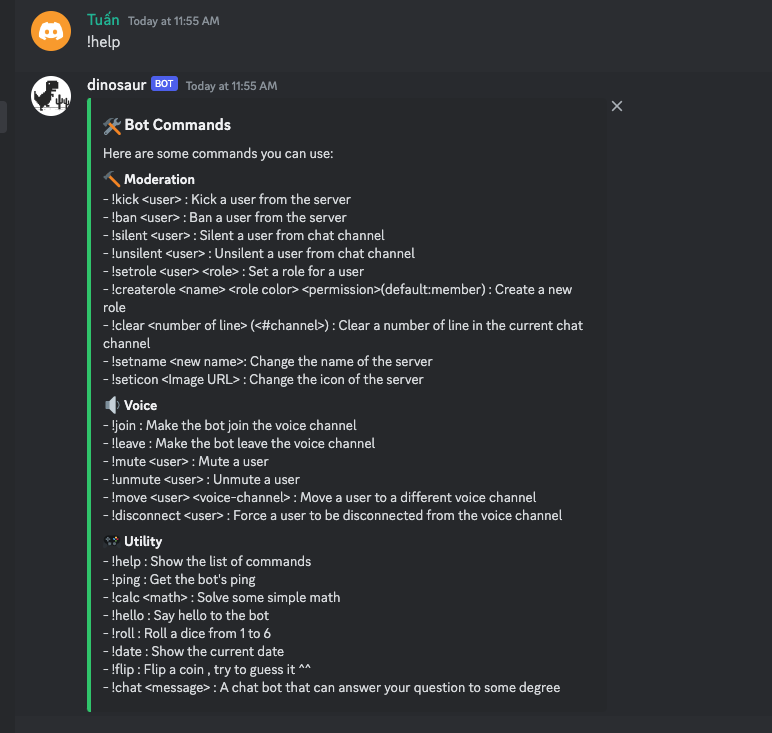 Tuấn Today at 11:55 AM
!help
dinosaur BOT Today at 11:55 AM
Bot Commands
Here are some commands you can use:
Moderation
- !kick <user> : Kick a user from the server
- !ban <user> : Ban a user from the server
- !silent <user> : Silent a user from chat channel
- !unsilent <user> : Unsilent a user from chat channel
- !setrole <user> <role> : Set a role for a user
- !createrole <name> <role color> <permission>(default:member) : Create a new
role
- !clear <number of line> (<#channel>) : Clear a number of line in the current chat
channel
- !setname <new name>: Change the name of the server
- !seticon <Image URL> : Change the icon of the server
Voice
- !join : Make the bot join the voice channel
- !leave : Make the bot leave the voice channel
- !mute <user> : Mute a user
- !unmute <user> : Unmute a user
- !move <user> <voice-channel> : Move a user to a different voice channel
- !disconnect <user> : Force a user to be disconnected from the voice channel
Utility
- !help : Show the list of commands
- !ping : Get the bot's ping
- !calc <math> : Solve some simple math
- !hello : Say hello to the bot
- !roll : Roll a dice from 1 to 6
- !date : Show the current date
- !flip : Flip a coin , try to guess it ^^
- !chat <message> : A chat bot that can answer your question to some degree